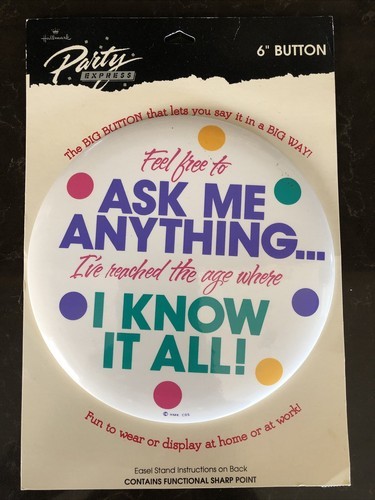 Hallmark
Party
EXPRESS
6" BUTTON
The BIG BUTTON that lets you say it in a BIG WAY!
Feel free to
ASK ME
ANYTHING...
I've reached the age where
I KNOW
IT ALL!
Fun to wear or display at home or at work!
Easel Stand Instructions on Back
CONTAINS FUNCTIONAL SHARP POINT